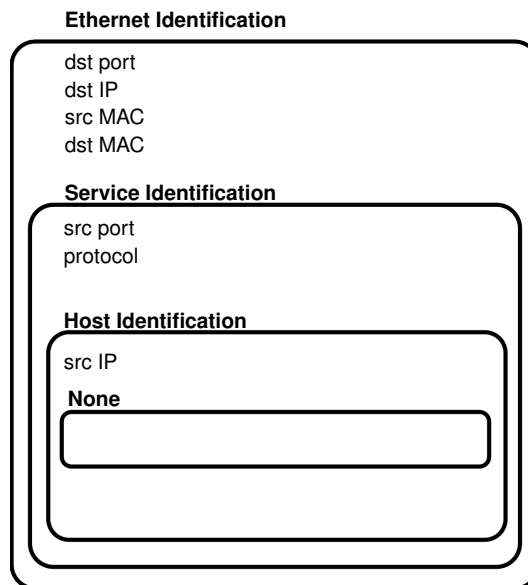 Ethernet Identification
dst port
dst IP
src MAC
dst MAC
Service Identification
src port
protocol
Host Identification
src IP
None